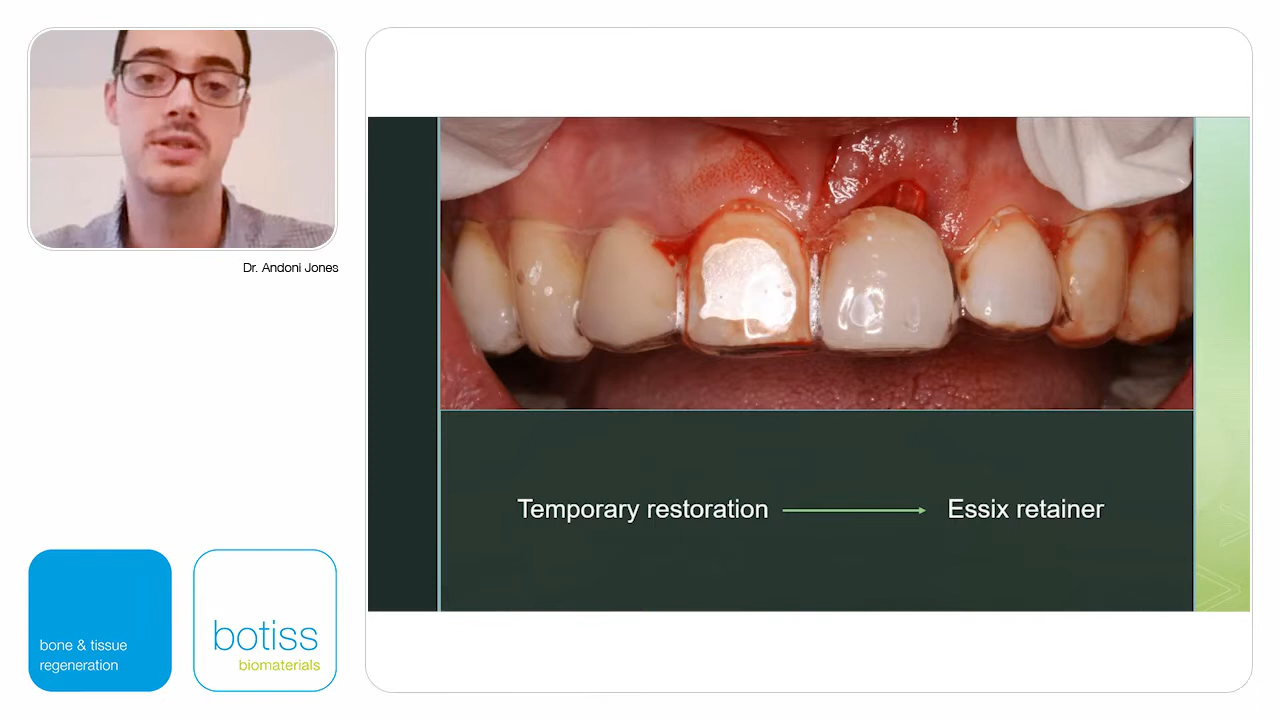 Dr. Andoni Jones
Temporary restoration
Essix retainer
bone & tissue
regeneration
botiss
biomaterials